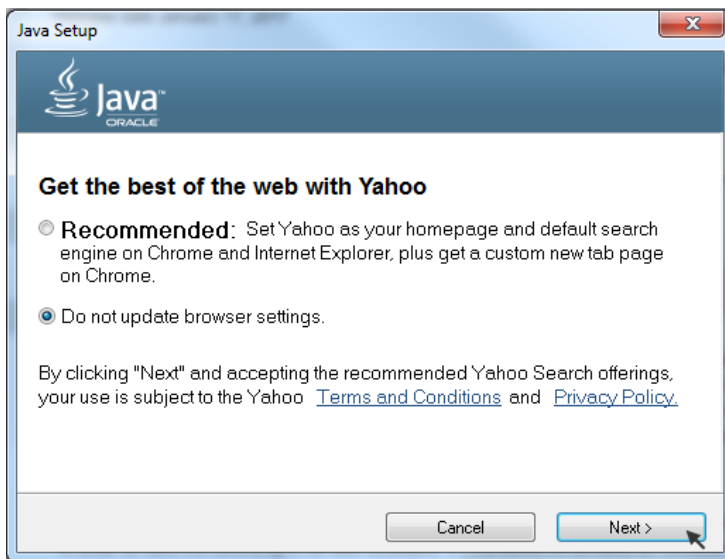 Java Setup
Java™
ORACLE
Get the best of the web with Yahoo
Recommended: Set Yahoo as your homepage and default search
engine on Chrome and Internet Explorer, plus get a custom new tab page
on Chrome.
Do not update browser settings.
By clicking "Next" and accepting the recommended Yahoo Search offerings,
your use is subject to the Yahoo Terms and Conditions and Privacy Policy.
Cancel
Next >